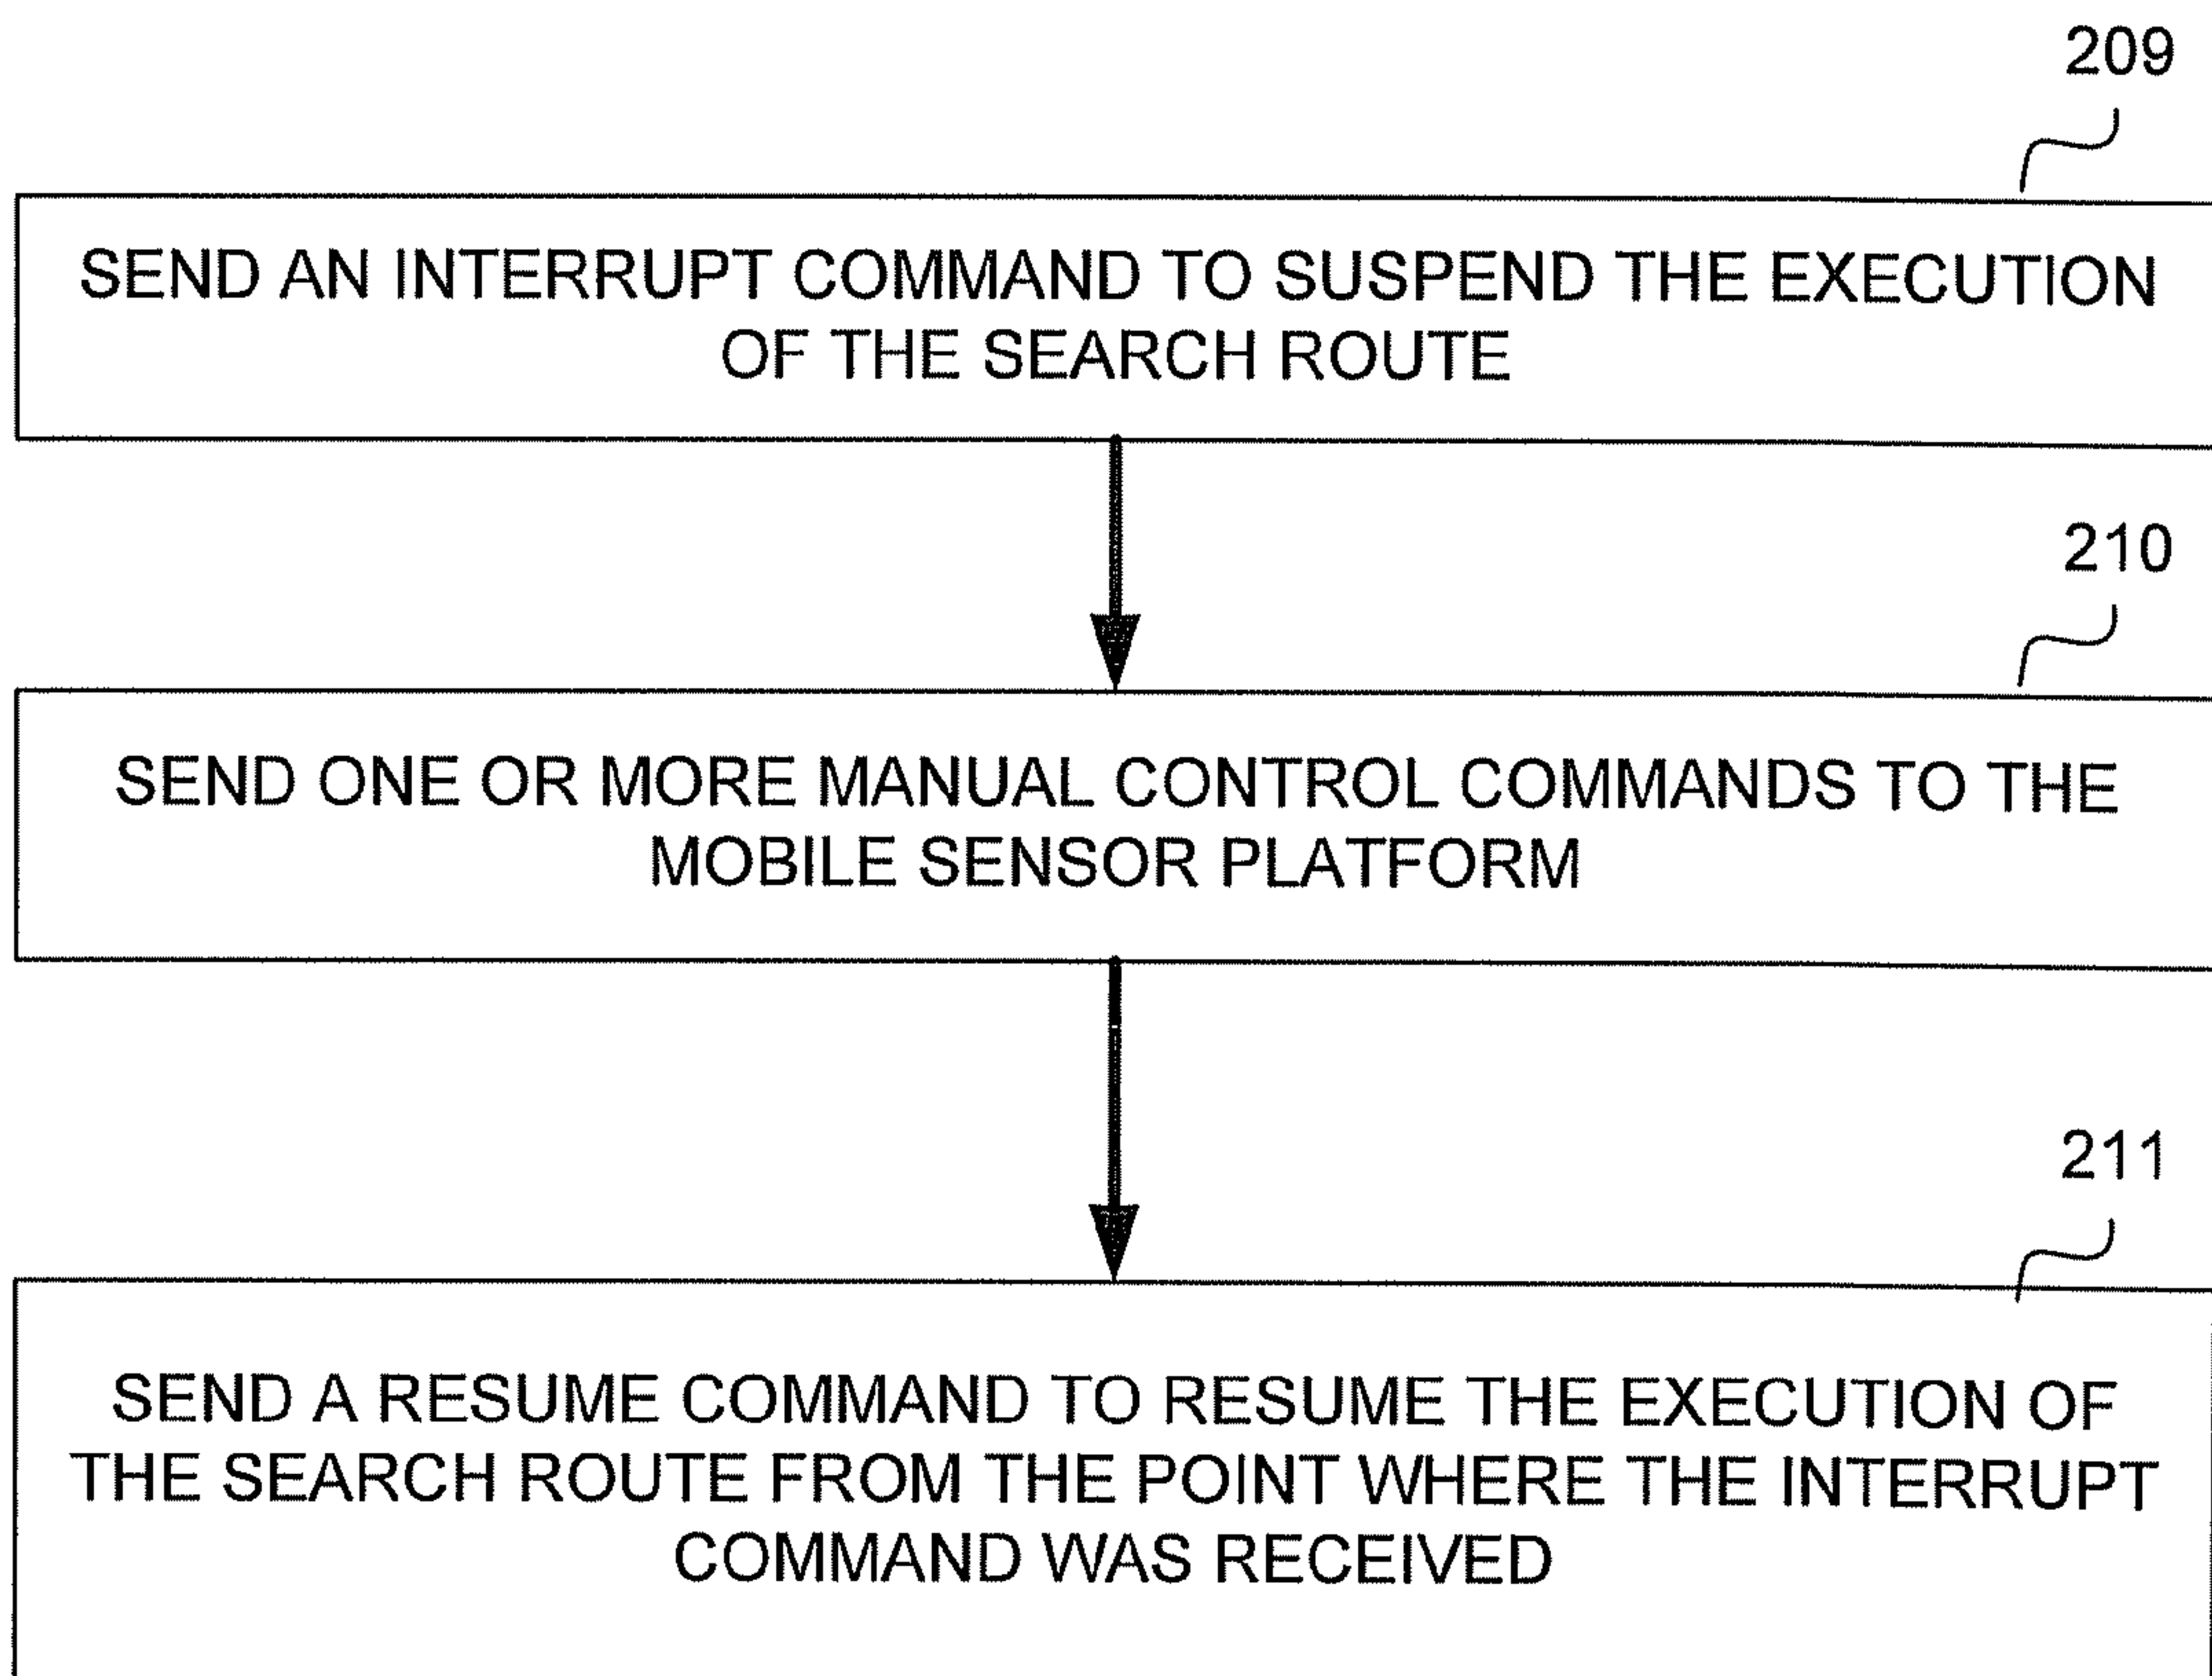 209
SEND AN INTERRUPT COMMAND TO SUSPEND THE EXECUTION
OF THE SEARCH ROUTE
210
SEND ONE OR MORE MANUAL CONTROL COMMANDS TO THE
MOBILE SENSOR PLATFORM
211
SEND A RESUME COMMAND TO RESUME THE EXECUTION OF
THE SEARCH ROUTE FROM THE POINT WHERE THE INTERRUPT
COMMAND WAS RECEIVED